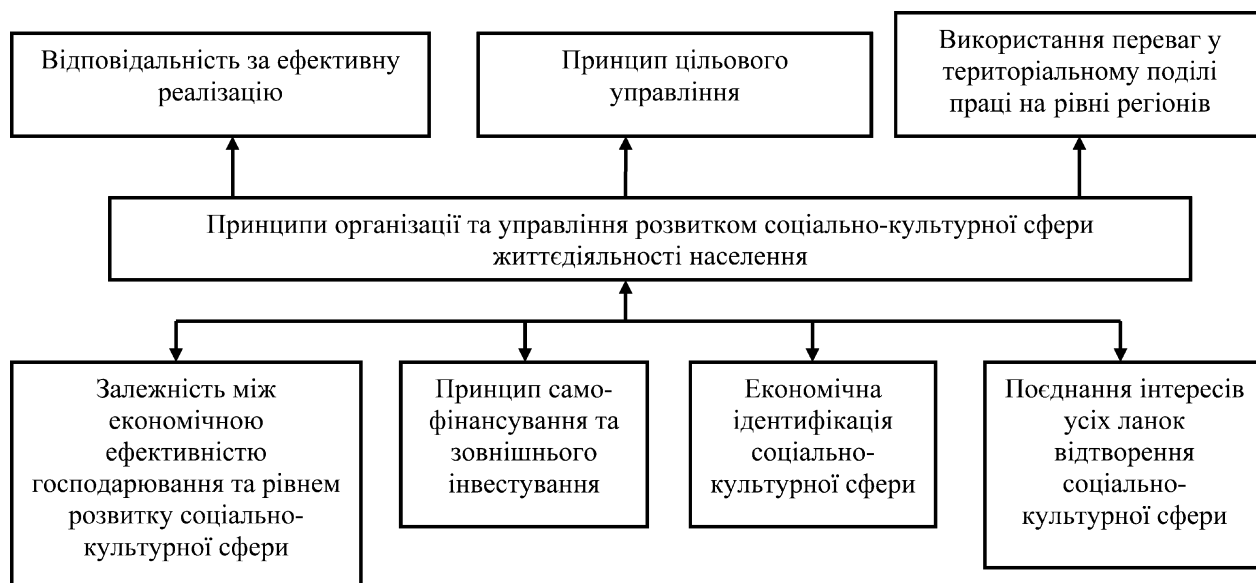 Відповідальність за ефективну
реалізацію
Принцип цільового
управління
Використання переваг у
територіальному поділі
праці на рівні регіонів
Принципи організації та управління розвитком соціально-культурної сфери
життєдіяльності населення
Залежність між
економічною
ефективністю
господарювання та рівнем
розвитку соціально-
культурної сфери
Принцип само-
фінансування та
зовнішнього
інвестування
Економічна
ідентифікація
соціально-
культурної сфери
Поєднання інтересів
усіх ланок
відтворення
соціально-
культурної сфери